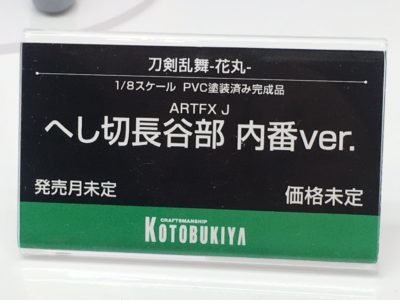 刀剣乱舞-花丸-
1/8スケール PVC塗装済み完成品
ARTFX J
へし切長谷部 内番ver.
発売月未定 価格未定
CRAFTSMANSHIP
KOTOBUKIYA